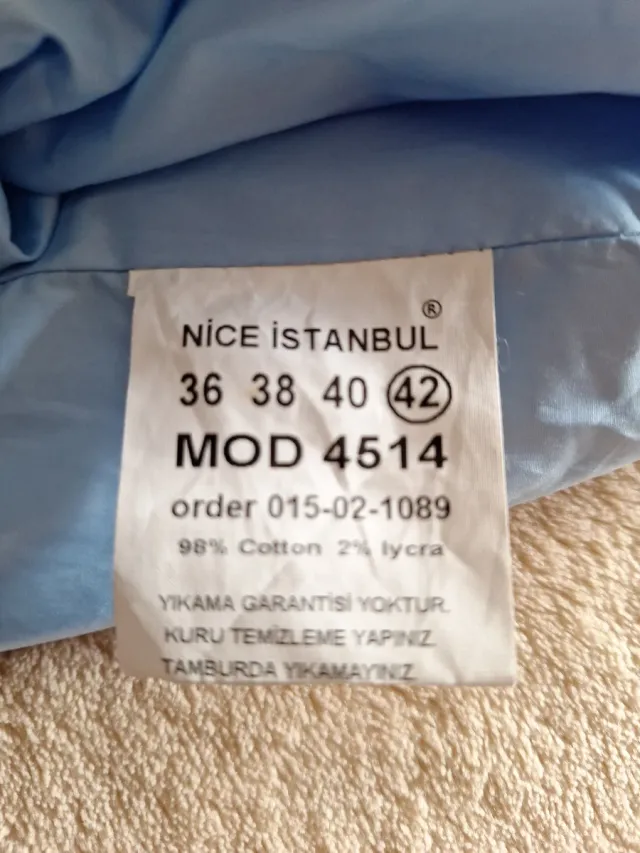 ®
NİCE İSTANBUL
36 38 40 42
MOD 4514
order 015-02-1089
98% Cotton 2% lycra
YIKAMA GARANTİSİ YOKTUR.
KURU TEMİZLEME YAPINIZ.
TAMBURDA YIKAMAYINIZ.